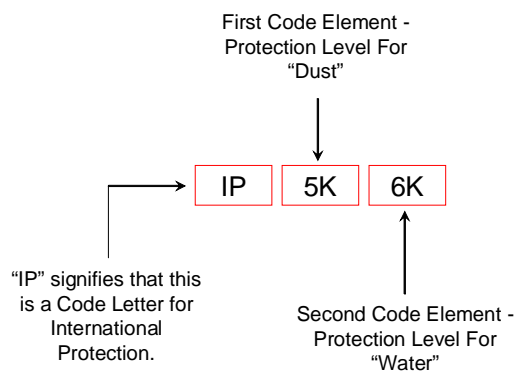 First Code Element -
Protection Level For
“Dust”
IP 5K 6K
“IP” signifies that this
is a Code Letter for
International
Protection.
Second Code Element -
Protection Level For
“Water”